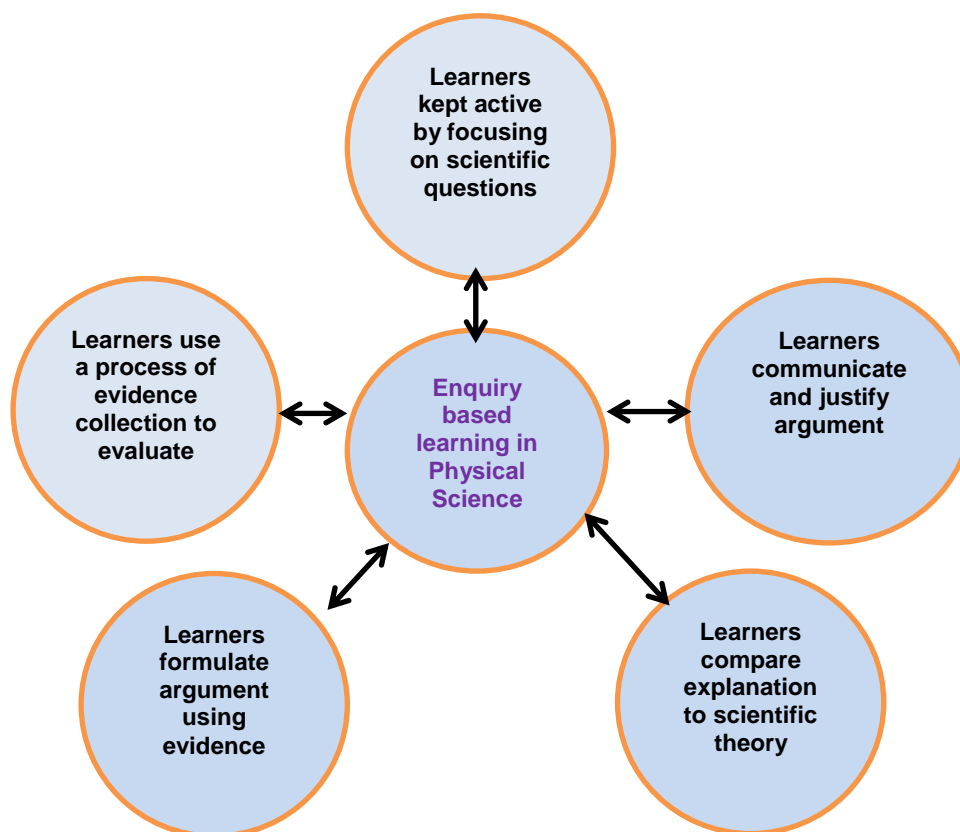 Learners
kept active
by focusing
on scientific
questions
Learners use
a process of
evidence
collection to
evaluate
Enquiry
based
learning in
Physical
Science
Learners
communicate
and justify
argument
Learners
formulate
argument
using
evidence
Learners
compare
explanation
to scientific
theory